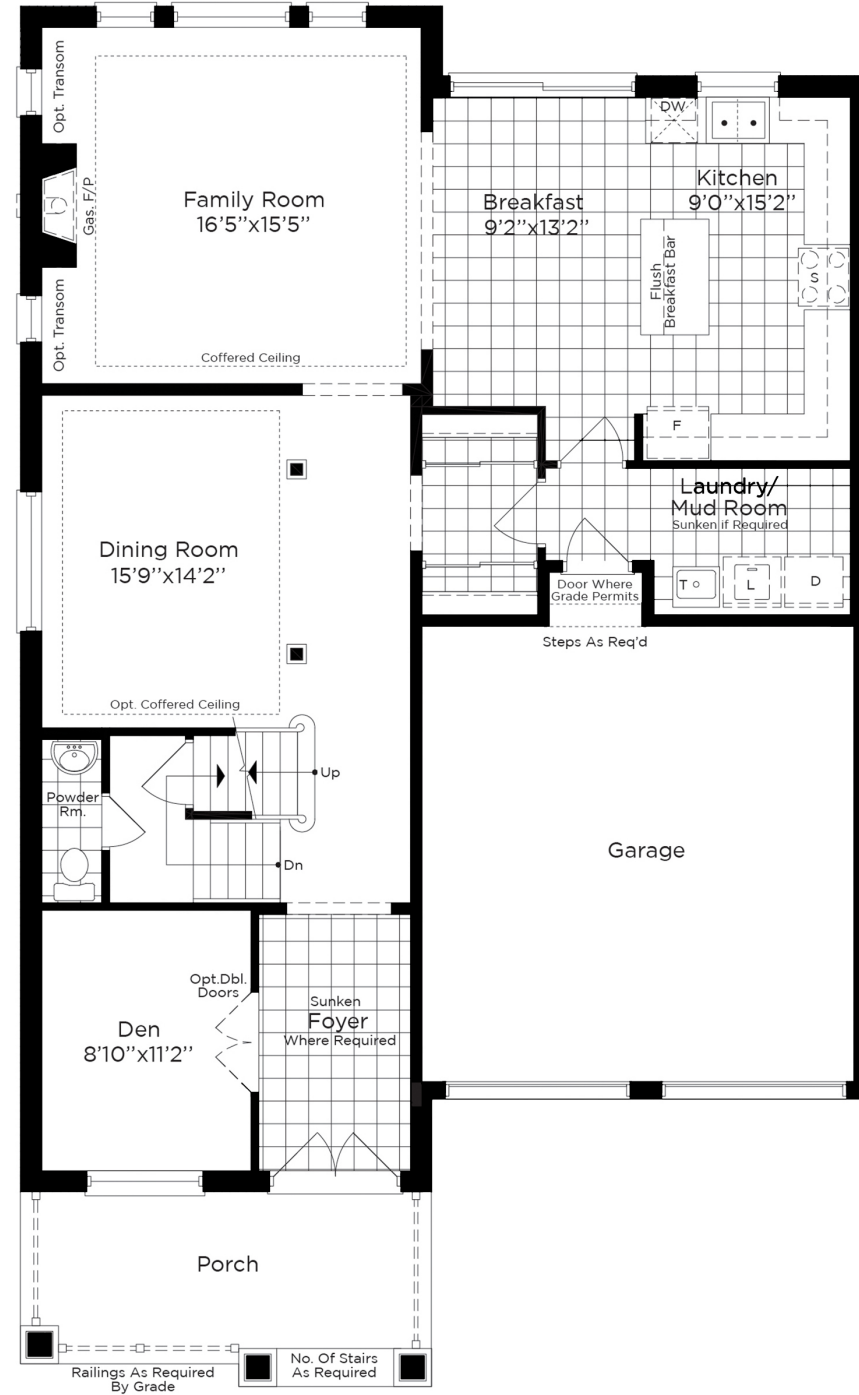 Opt. Transom
Gas. F/P
Opt. Transom
Family Room
16'5''x15'5''
Coffered Ceiling
Breakfast
9'2''x13'2''
DW
Kitchen
9'0''x15'2''
Flush
Breakfast Bar
S
F
Laundry/
Mud Room
Sunken if Required
T
L
D
Door Where
Grade Permits
Steps As Req'd
Dining Room
15'9''x14'2''
Opt. Coffered Ceiling
Up
Powder
Rm.
Dn
Garage
Opt.Dbl.
Doors
Den
8'10''x11'2''
Sunken
Foyer
Where Required
Porch
Railings As Required
By Grade
No. Of Stairs
As Required